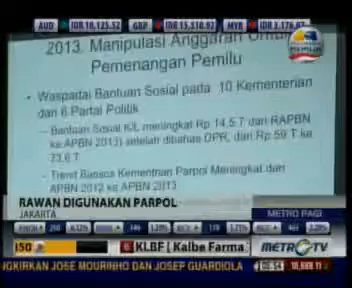 AUD IDR 10,125.52 GBP IDR 15,318.92 MYR IDR 3,176.
2013. Manipulasi Anggaran Untuk
Pemenangan Pemilu
• Waspadai Bantuan Sosial pada 10 Kementerian
dan 6 Partai Politik
– Bantuan Sosial K/L meningkat Rp 14,5 T dari RAPBN
ke APBN 2013) setelah dibahas DPR, dari Rp 59 T ke
73,6 T
– Trend Bansos Kementrian Parpol Meningkat dari
APBN 2012 ke APBN 2013
RAWAN DIGUNAKAN PARPOL
JAKARTA
METRO PAGI
ISO
KLBF [ Kalbe Farma
METRO TV
NGKIRKAN JOSE MOURINHO DAN JOSEP GUARDIOLA